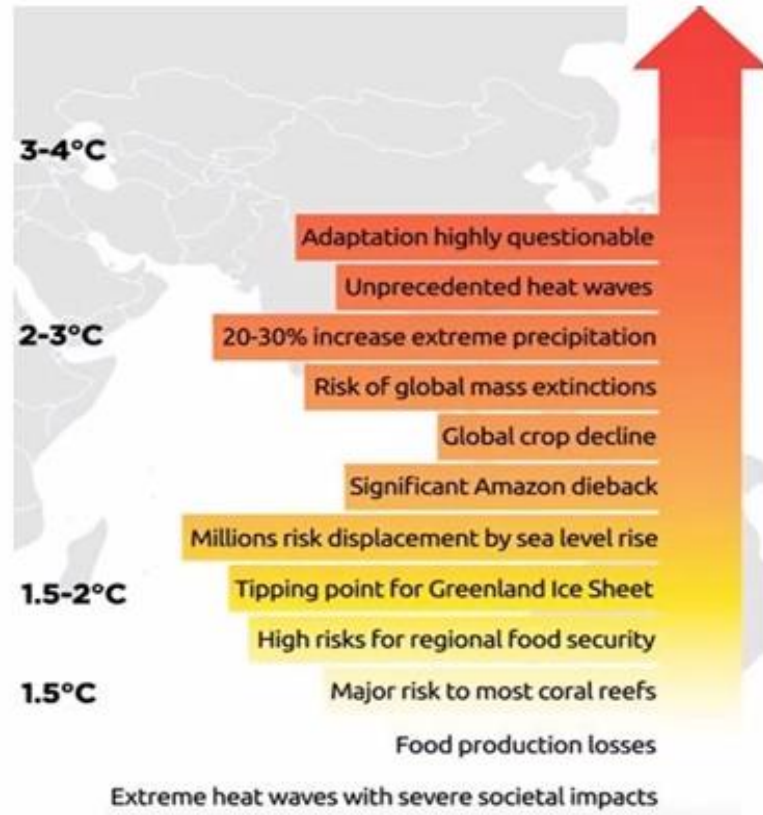 3-4°C
Adaptation highly questionable
Unprecedented heat waves
2-3°C
20-30% increase extreme precipitation
Risk of global mass extinctions
Global crop decline
Significant Amazon dieback
Millions risk displacement by sea level rise
1.5-2°C
Tipping point for Greenland Ice Sheet
High risks for regional food security
1.5°C
Major risk to most coral reefs
Food production losses
Extreme heat waves with severe societal impacts